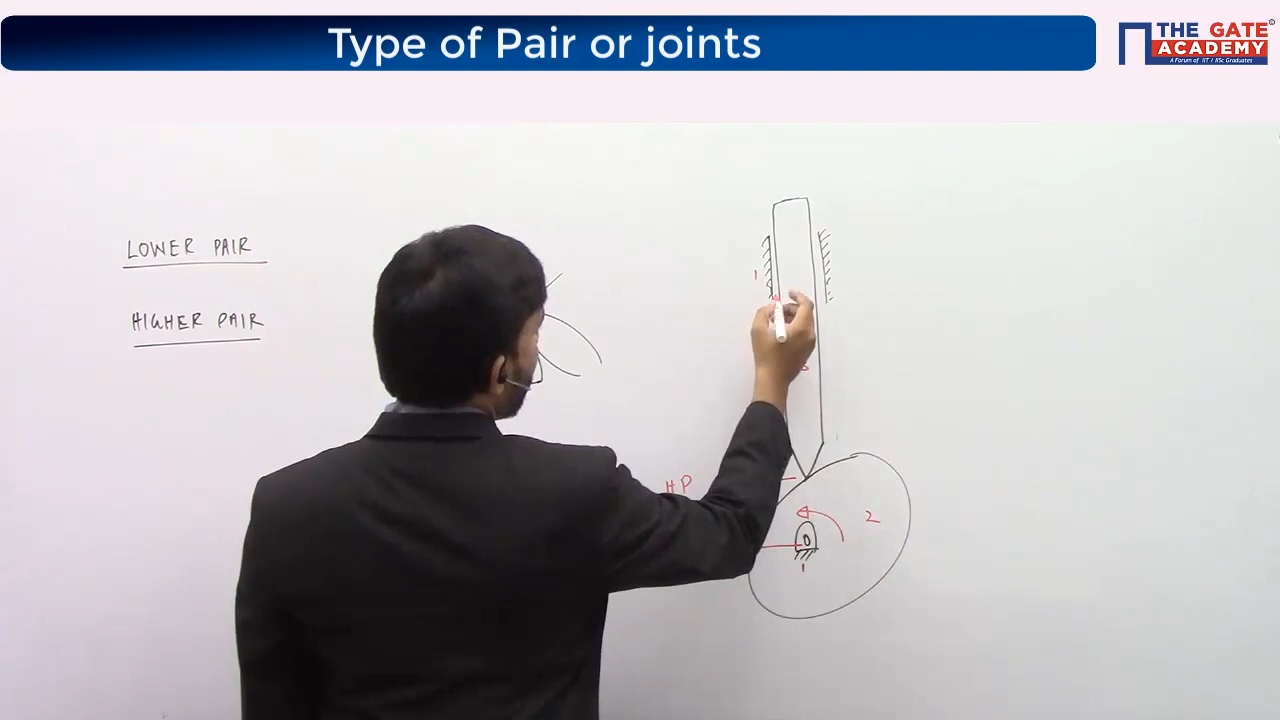 Type of Pair or joints
THE GATE
ACADEMY
A Forum of IIT / IISc Graduates
LOWER PAIR
HIGHER PAIR
1
HP
2
1